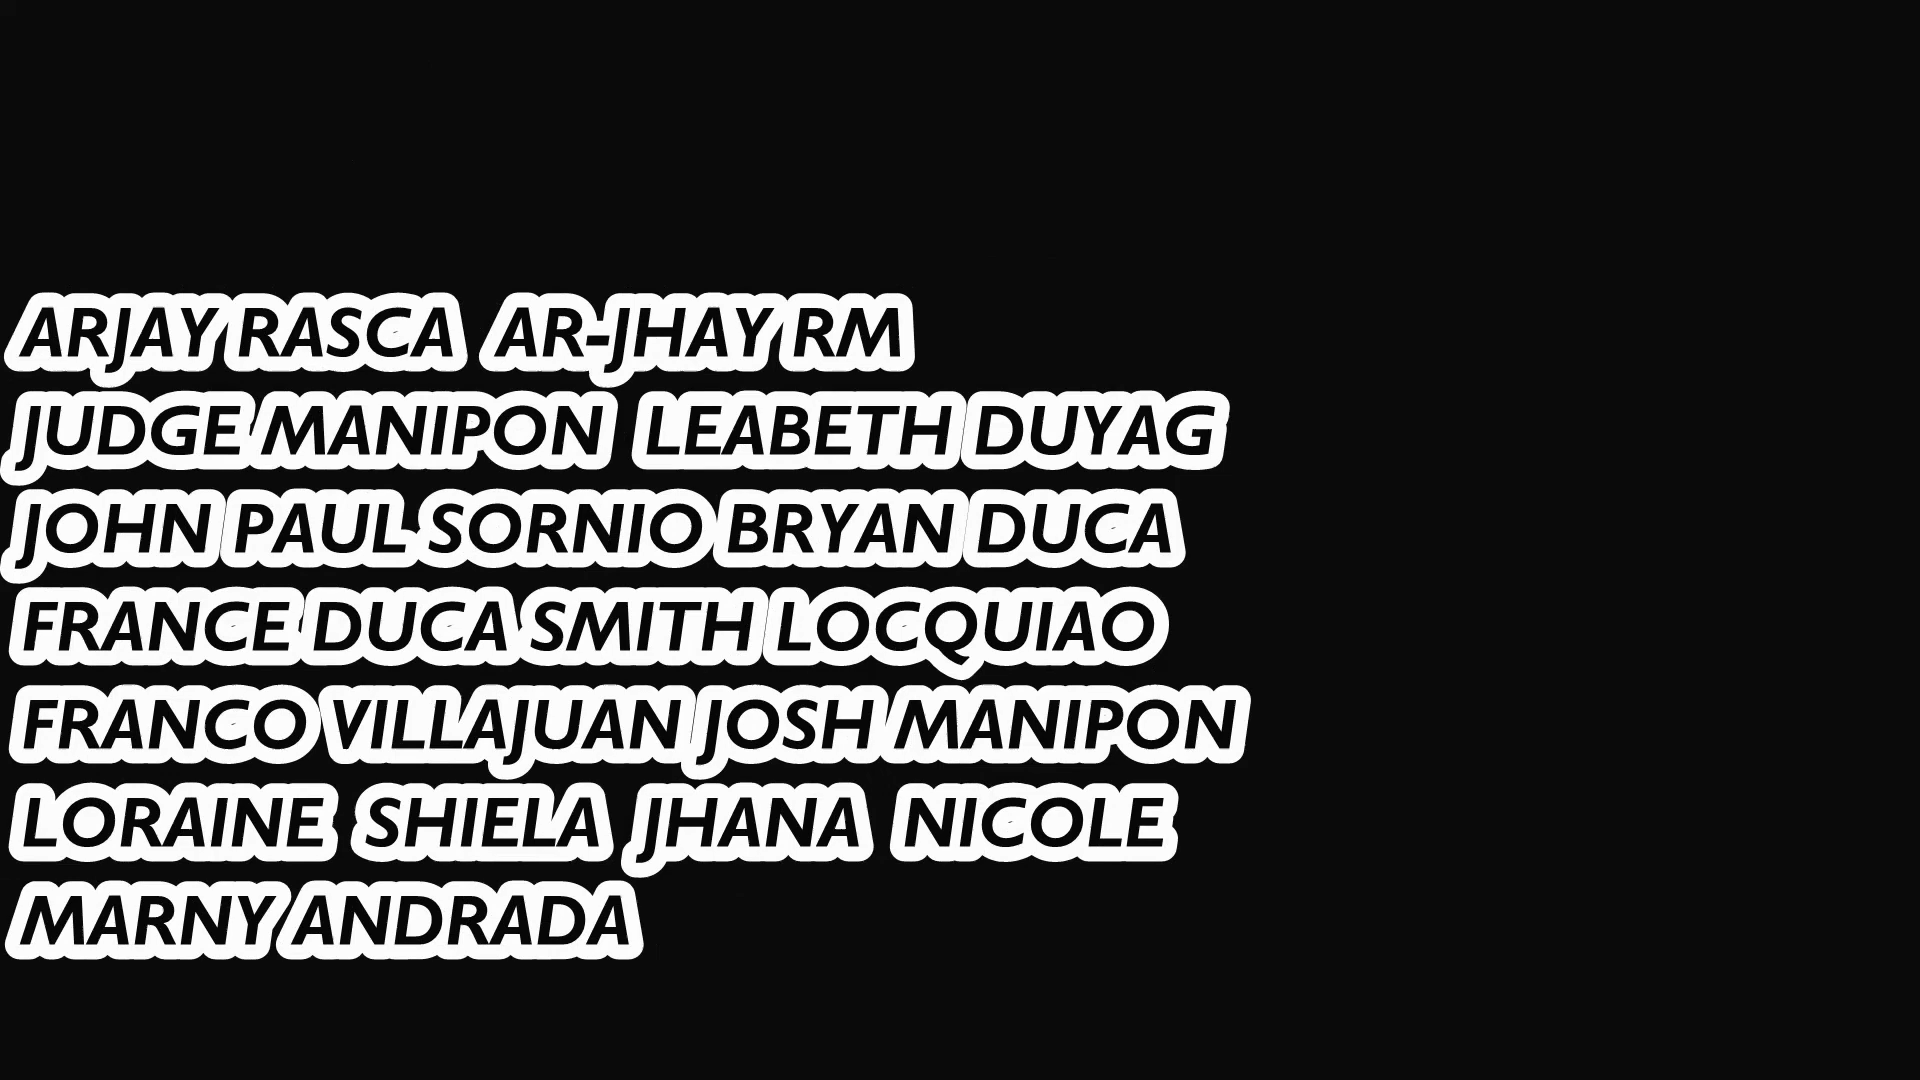 ARJAY RASCA AR-JHAY RM
JUDGE MANIPON LEABETH DUYAG
JOHN PAUL SORNIO BRYAN DUCA
FRANCE DUCA SMITH LOCQUIAO
FRANCO VILLAJUAN JOSH MANIPON
LORAINE SHIELA JHANA NICOLE
MARNY ANDRADA